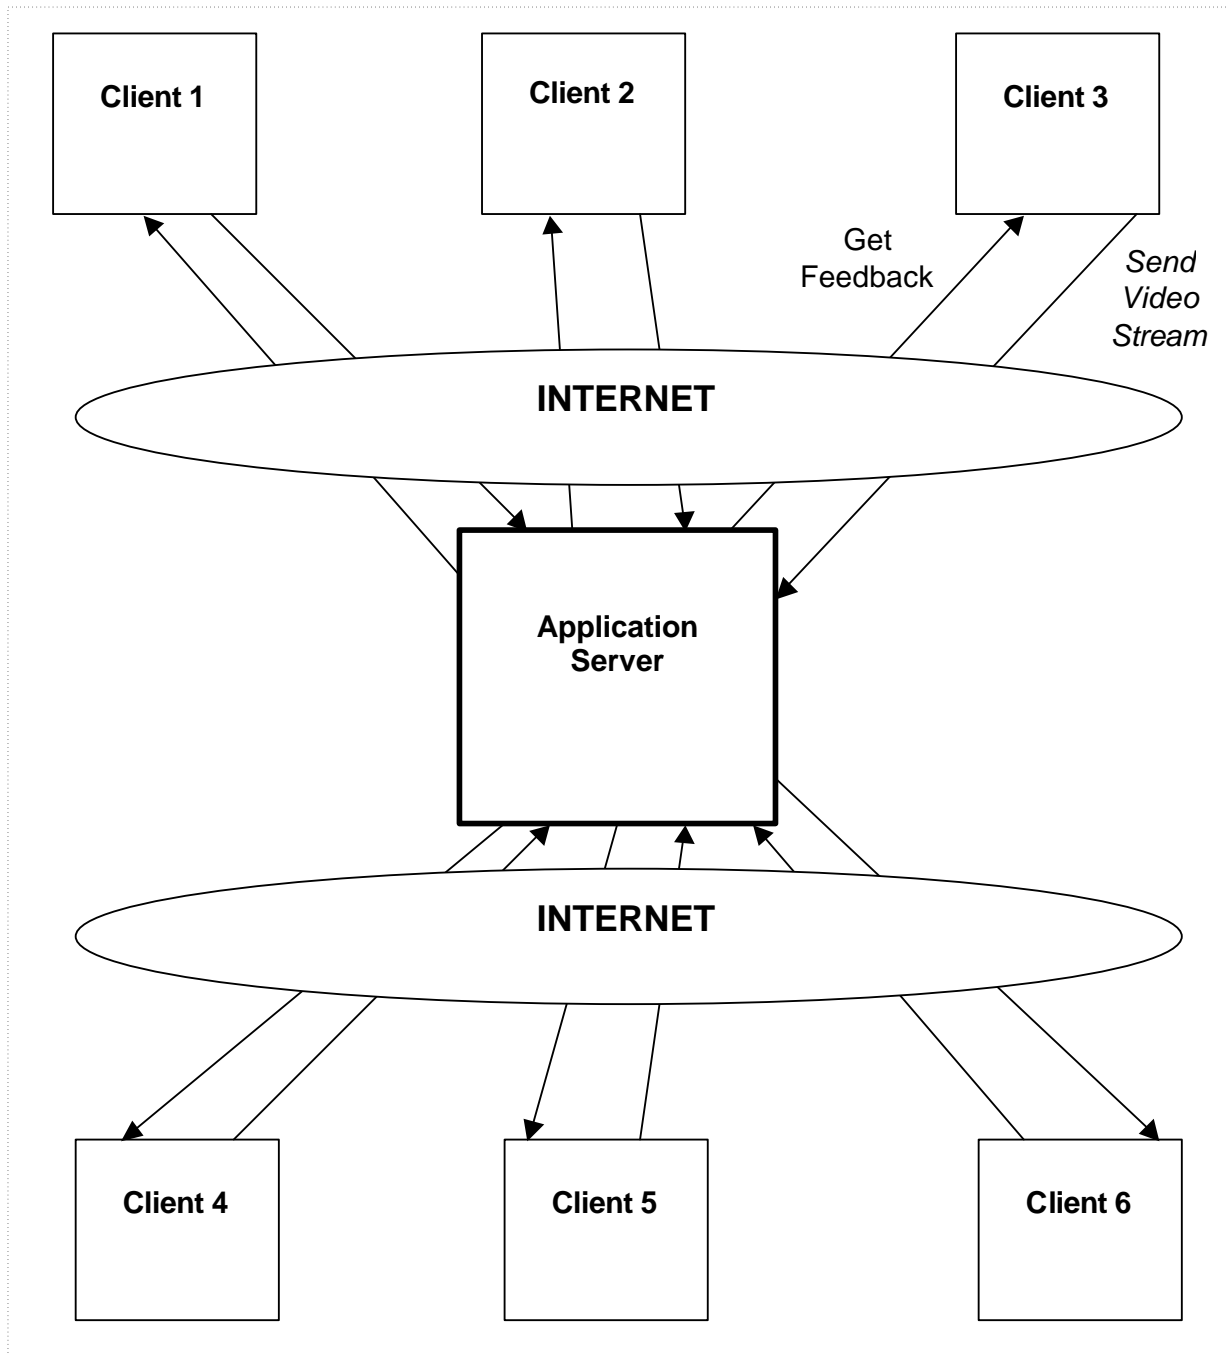 Client 1
Client 2
Client 3
Get
Feedback
Send
Video
Stream
INTERNET
Application
Server
INTERNET
Client 4
Client 5
Client 6